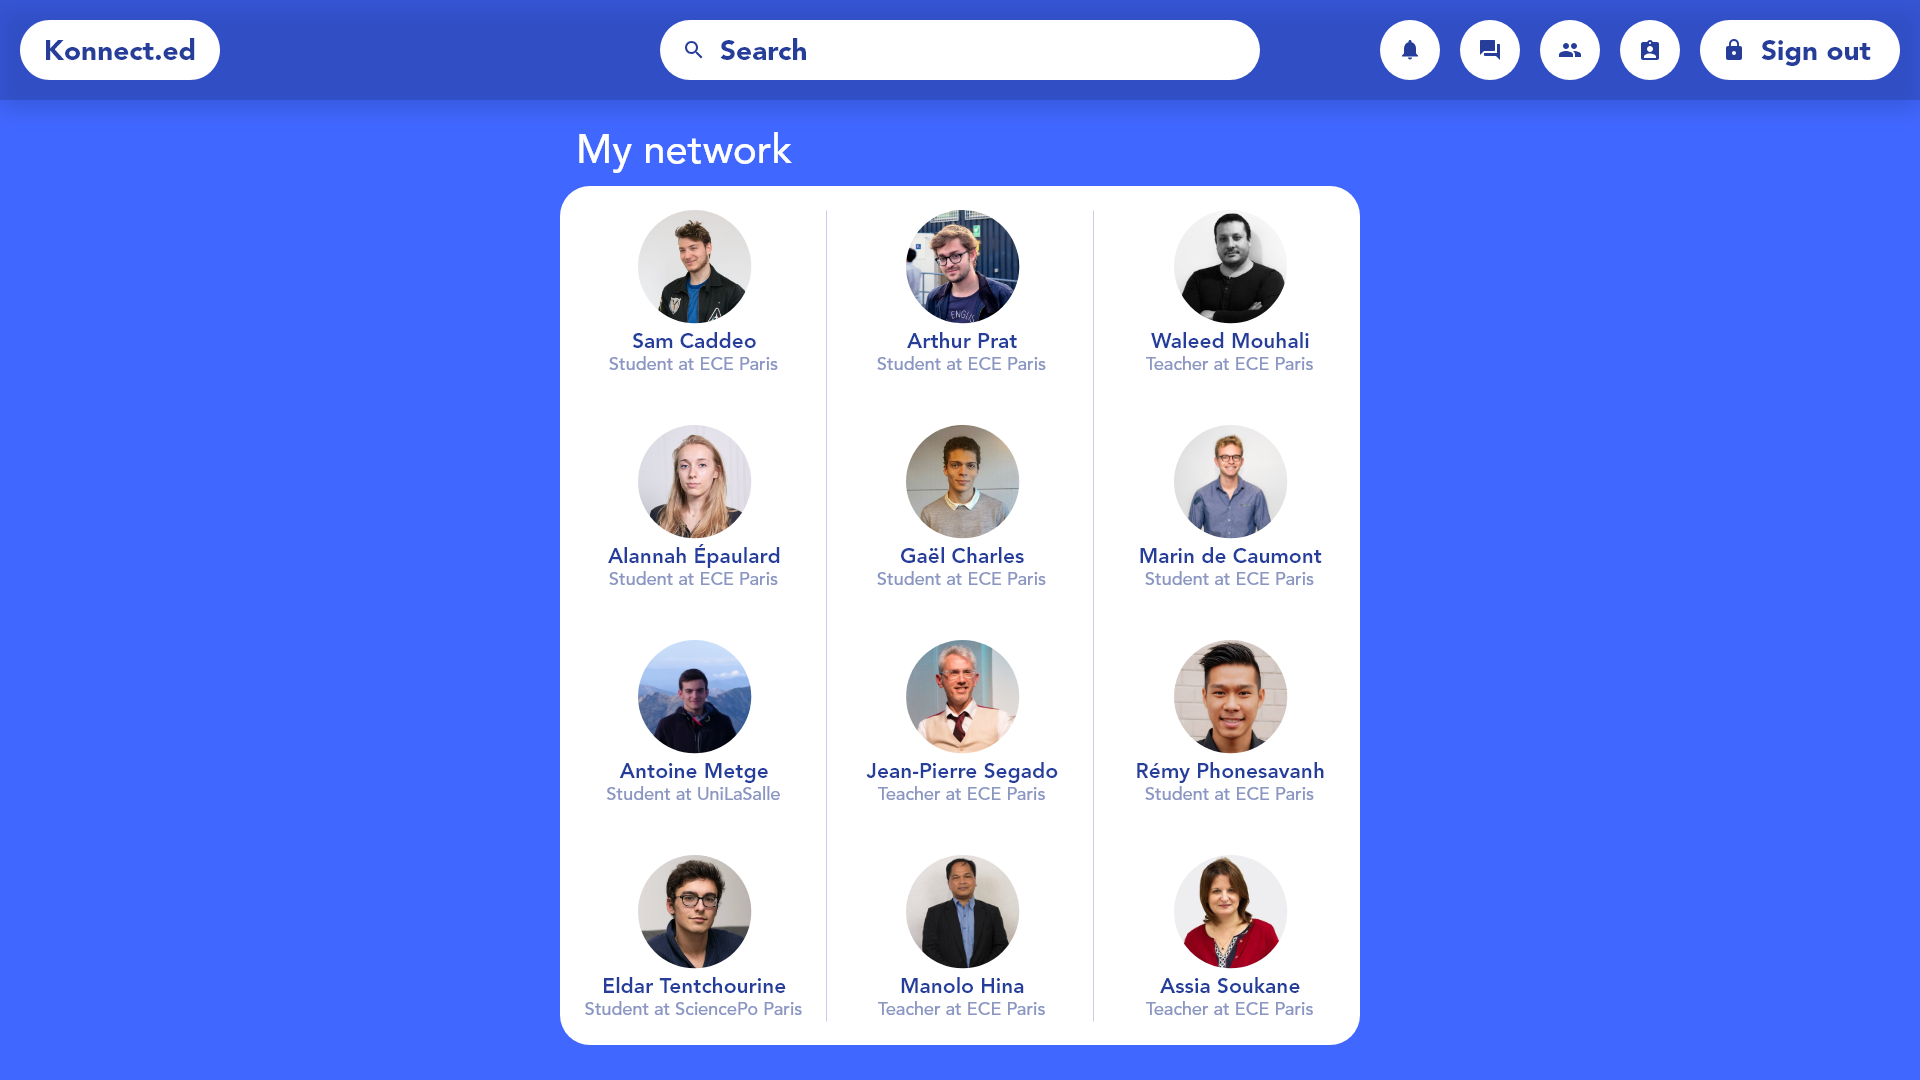 Konnect.ed
Search
Sign out
My network
Sam Caddeo
Student at ECE Paris
Arthur Prat
Student at ECE Paris
Waleed Mouhali
Teacher at ECE Paris
Alannah Épaulard
Student at ECE Paris
Gaël Charles
Student at ECE Paris
Marin de Caumont
Student at ECE Paris
Antoine Metge
Student at UniLaSalle
Jean-Pierre Segado
Teacher at ECE Paris
Rémy Phonesavanh
Student at ECE Paris
Eldar Tentchourine
Student at SciencePo Paris
Manolo Hina
Teacher at ECE Paris
Assia Soukane
Teacher at ECE Paris